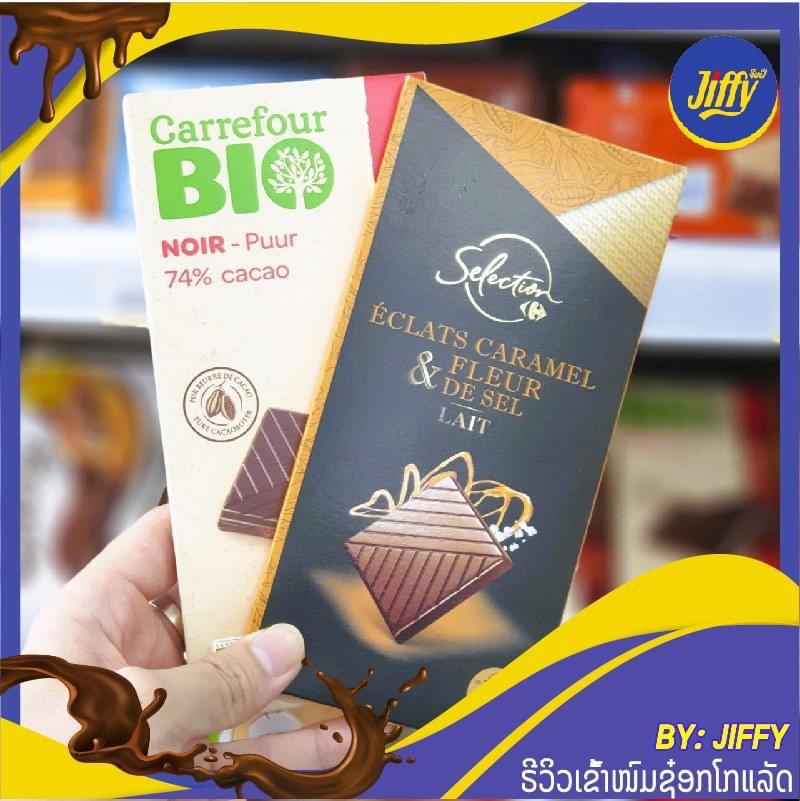 Jiffy
ຈິບປີ
Carrefour
BIO
NOIR - Puur
74% cacao
PUR BEURRE DE CACAO
PURE CACAOBOTER
Selection
ÉCLATS CARAMEL
& FLEUR
DE SEL
LAIT
BY: JIFFY
ຣີວິວເຂົ້າໜົມຊ໋ອກໂກແລັດ